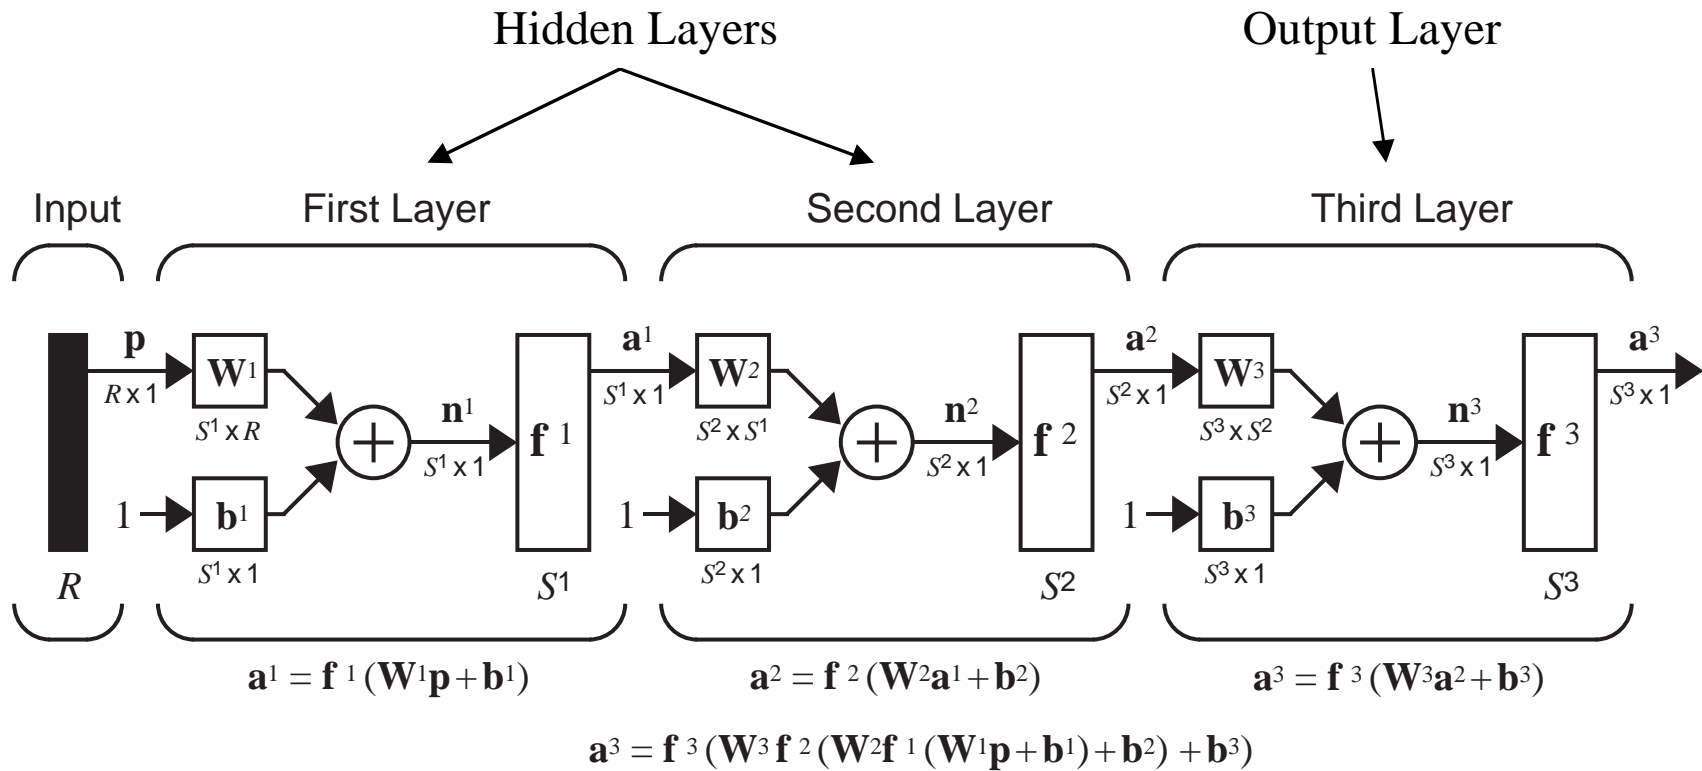 Hidden Layers Output Layer
Input First Layer Second Layer Third Layer
p a¹ a² a³
W¹ W² W³
R x 1 S¹ x 1 S² x 1 S³ x 1
n¹ n² n³
S¹ x R S² x S¹ S³ x S²
f ¹ f ² f ³
S¹ x 1 S² x 1 S³ x 1
1 b¹ 1 b² 1 b³
S¹ x 1 S² x 1 S³ x 1
R S¹ S² S³
a¹ = f ¹ (W¹p + b¹) a² = f ² (W²a¹ + b²) a³ = f ³ (W³a² + b³)
a³ = f ³ (W³ f ² (W²f ¹ (W¹p + b¹) + b²) + b³)